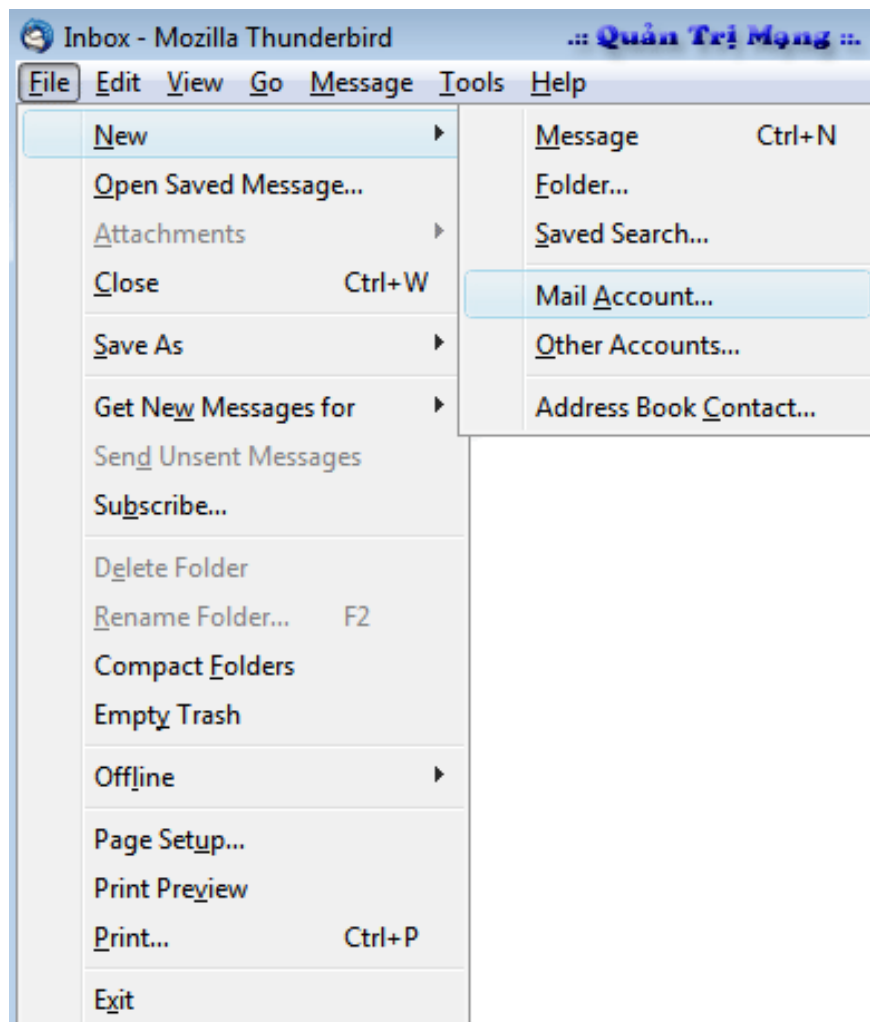 Inbox - Mozilla Thunderbird .:: Quản Trị Mạng ::.
File Edit View Go Message Tools Help
New
Open Saved Message...
Attachments
Close Ctrl+W
Save As
Get New Messages for
Send Unsent Messages
Subscribe...
Delete Folder
Rename Folder... F2
Compact Folders
Empty Trash
Offline
Page Setup...
Print Preview
Print... Ctrl+P
Exit
Message Ctrl+N
Folder...
Saved Search...
Mail Account...
Other Accounts...
Address Book Contact...